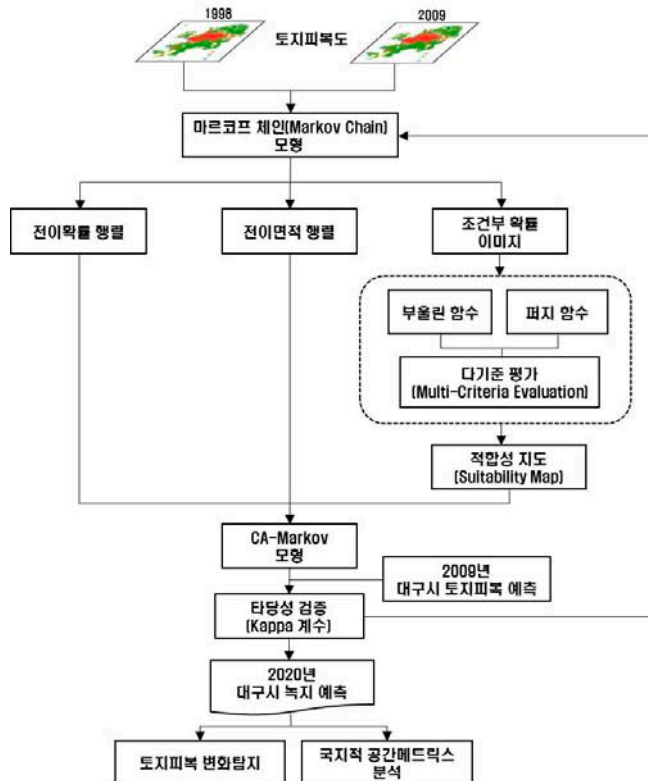 1998
토지피복도
2009
마르코프 체인(Markov Chain)
모형
전이확률 행렬
전이면적 행렬
조건부 확률
이미지
부울린 함수
퍼지 함수
다기준 평가
(Multi-Criteria Evaluation)
적합성 지도
(Suitability Map)
CA-Markov
모형
2009년
대구시 토지피복 예측
타당성 검증
(Kappa 계수)
2020년
대구시 녹지 예측
토지피복 변화탐지
국지적 공간메트릭스
분석